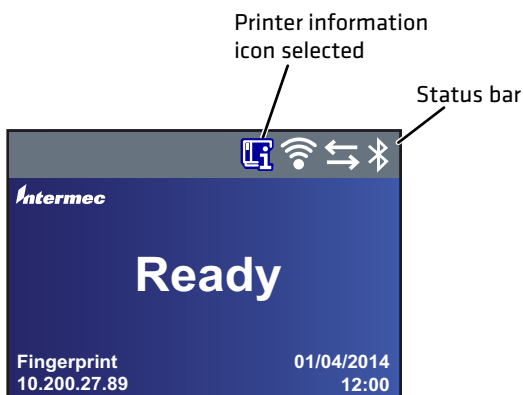 Printer information
icon selected
Status bar
Intermec
Ready
Fingerprint 01/04/2014
10.200.27.89 12:00